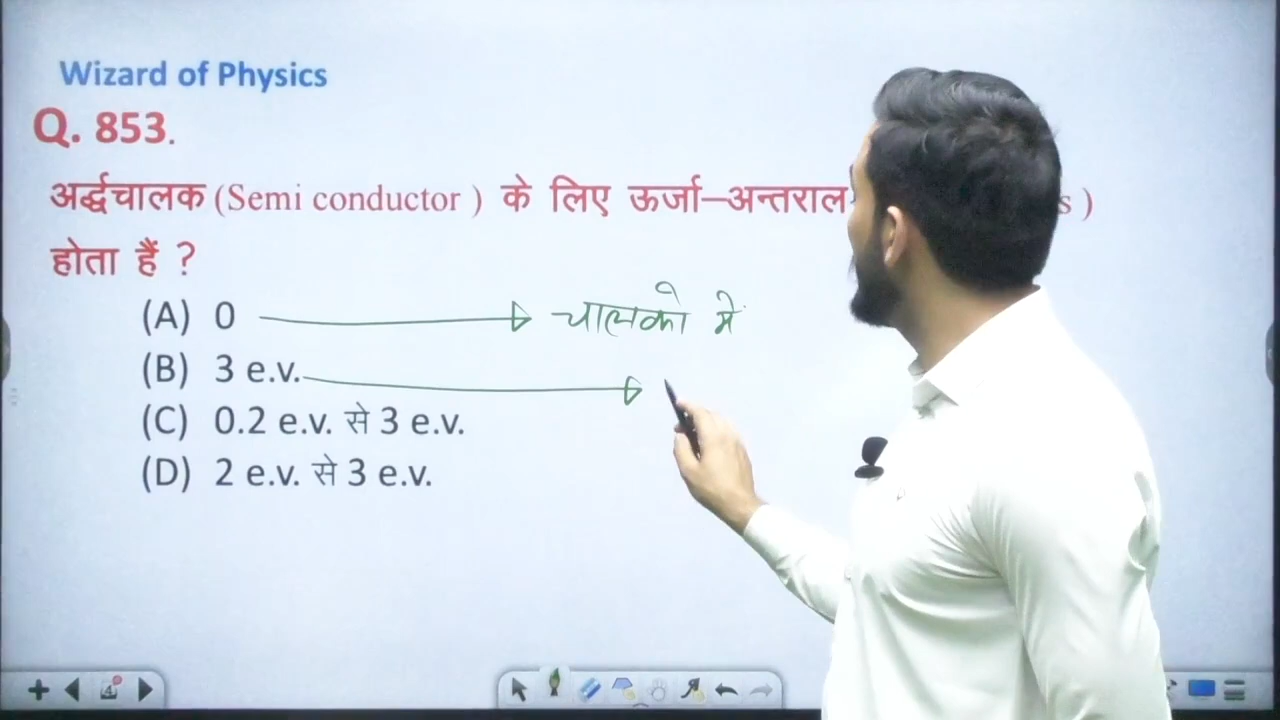 Wizard of Physics
Q. 853.
अर्द्धचालक (Semi conductor ) के लिए ऊर्जा–अन्तराल s )
होता हैं ?
(A) 0 चालको मे
(B) 3 e.v.
(C) 0.2 e.v. से 3 e.v.
(D) 2 e.v. से 3 e.v.